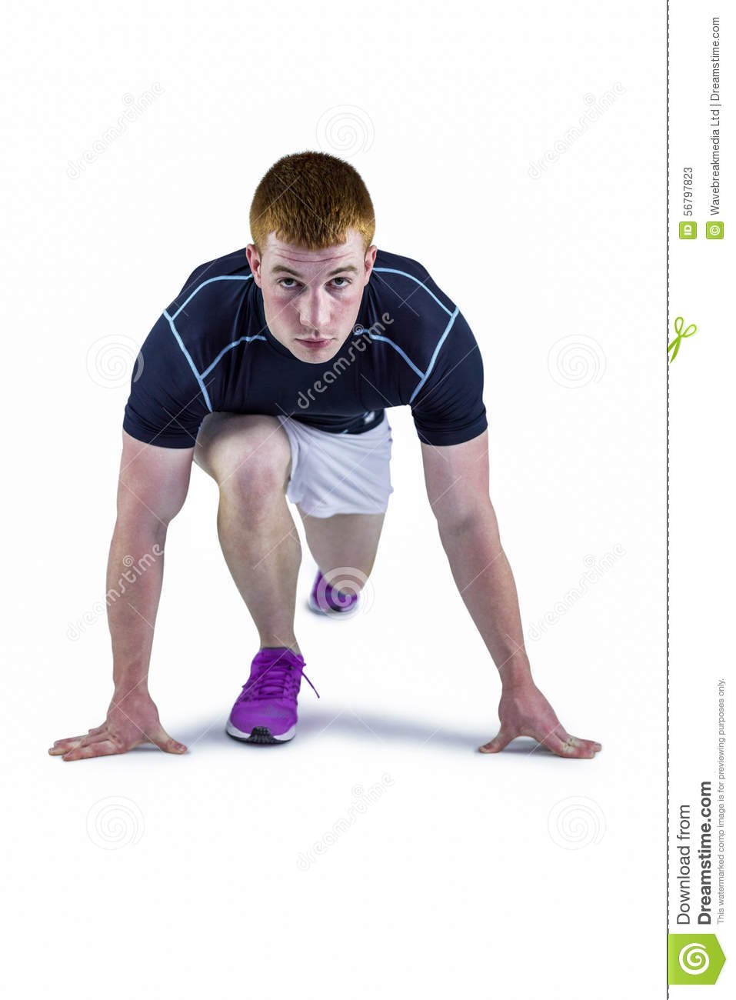 dreamstime
dreamstime
dreamstime
dreamstime
dreamstime
dreamstime
ID 56797823
© Wavebreakmedia Ltd | Dreamstime.com
Download from
Dreamstime.com
This watermarked comp image is for previewing purposes only.